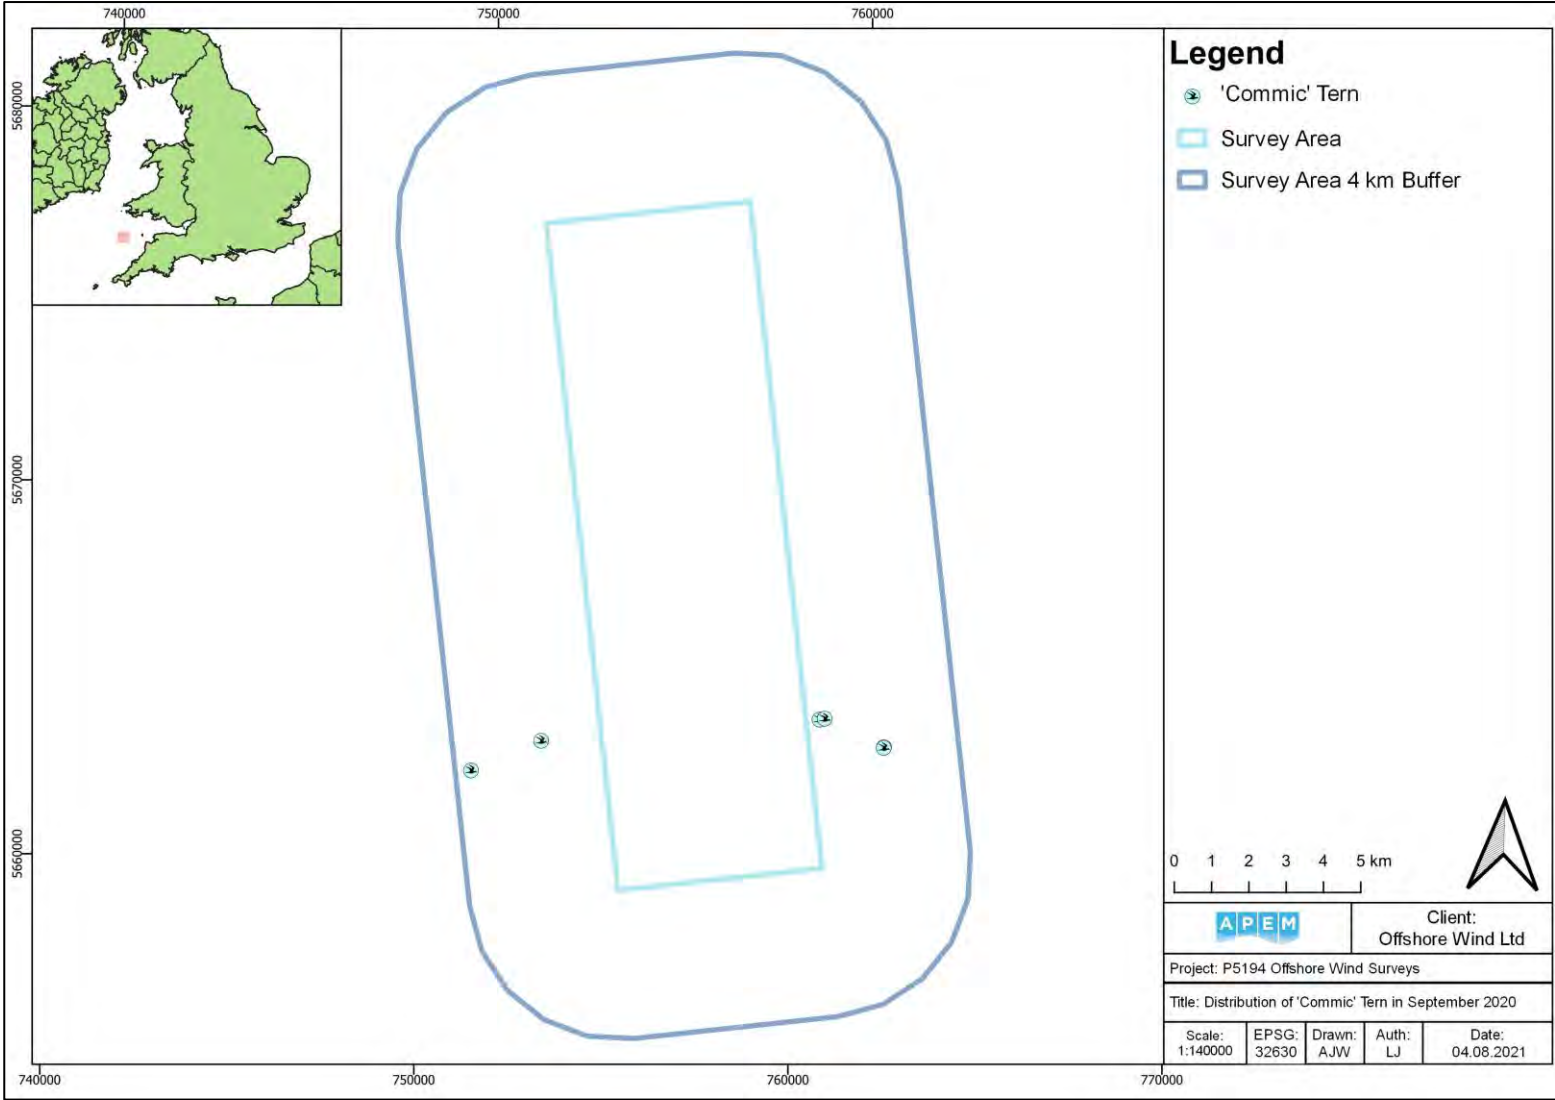 740000
750000
760000
5680000
5670000
5660000
740000
750000
760000
770000
Legend
'Commic' Tern
Survey Area
Survey Area 4 km Buffer
0 1 2 3 4 5 km
APEM
Client:
Offshore Wind Ltd
Project: P5194 Offshore Wind Surveys
Title: Distribution of 'Commic' Tern in September 2020
Scale:
1:140000
EPSG:
32630
Drawn:
AJW
Auth:
LJ
Date:
04.08.2021